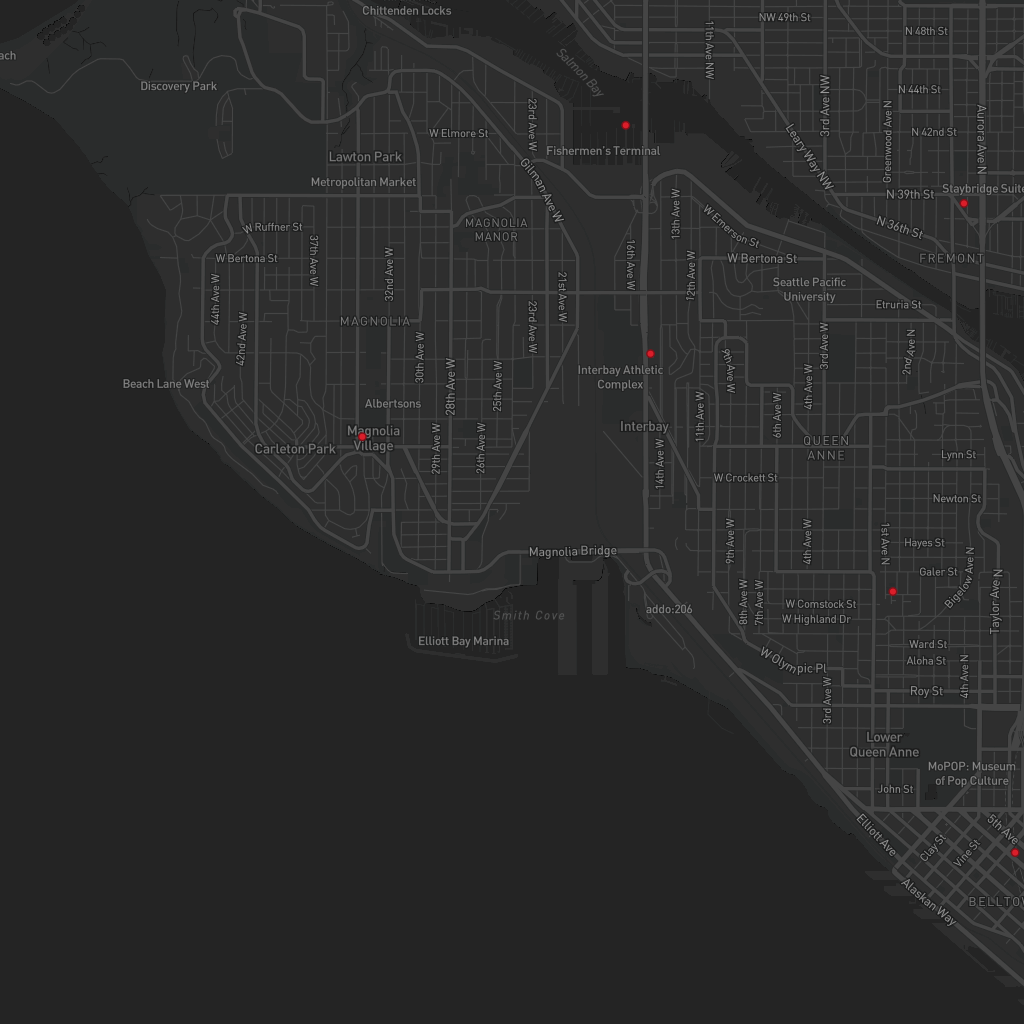 Chittenden Locks
NW 49th St
N 48th St
11th Ave NW
ach
Salmon Bay
Discovery Park
N 44th St
3rd Ave NW
Greenwood Ave N
Aurora Ave N
23rd Ave W
W Elmore St
N 42nd St
Fishermen's Terminal
Leary Way NW
Lawton Park
Metropolitan Market
Gilman Ave W
N 39th St
Staybridge Suite
13th Ave W
W Emerson St
N 36th St
W Ruffner St
MAGNOLIA
MANOR
37th Ave W
32nd Ave W
16th Ave W
W Bertona St
W Bertona St
FREMONT
12th Ave W
44th Ave W
21st Ave W
Seattle Pacific
University
Etruria St
42nd Ave W
MAGNOLIA
23rd Ave W
30th Ave W
3rd Ave W
2nd Ave N
9th Ave W
Interbay Athletic
Complex
Beach Lane West
28th Ave W
25th Ave W
4th Ave W
Albertsons
11th Ave W
6th Ave W
Magnolia
Village
Interbay
QUEEN
ANNE
Carleton Park
29th Ave W
26th Ave W
14th Ave W
Lynn St
W Crockett St
Newton St
9th Ave W
4th Ave W
1st Ave N
Hayes St
Magnolia Bridge
Galer St
Bigelow Ave N
Taylor Ave N
8th Ave W
7th Ave W
W Comstock St
W Highland Dr
addo:206
Smith Cove
Elliott Bay Marina
Ward St
W Olympic Pl
Aloha St
4th Ave N
3rd Ave W
Roy St
Lower
Queen Anne
MoPOP: Museum
of Pop Culture
John St
Elliott Ave
Clay St
Vine St
5th Ave
Alaskan Way
BELLTO